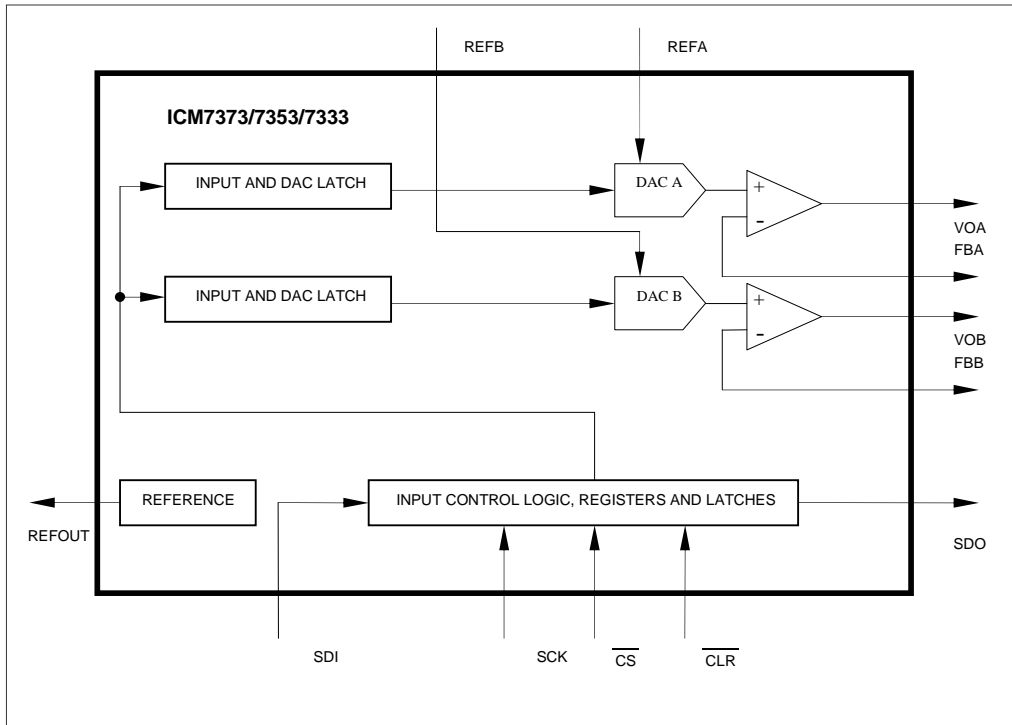 REFB
REFA
ICM7373/7353/7333
INPUT AND DAC LATCH
DAC A
+
-
VOA
FBA
INPUT AND DAC LATCH
DAC B
+
-
VOB
FBB
REFERENCE
INPUT CONTROL LOGIC, REGISTERS AND LATCHES
REFOUT
SDO
SDI
SCK
CS
CLR